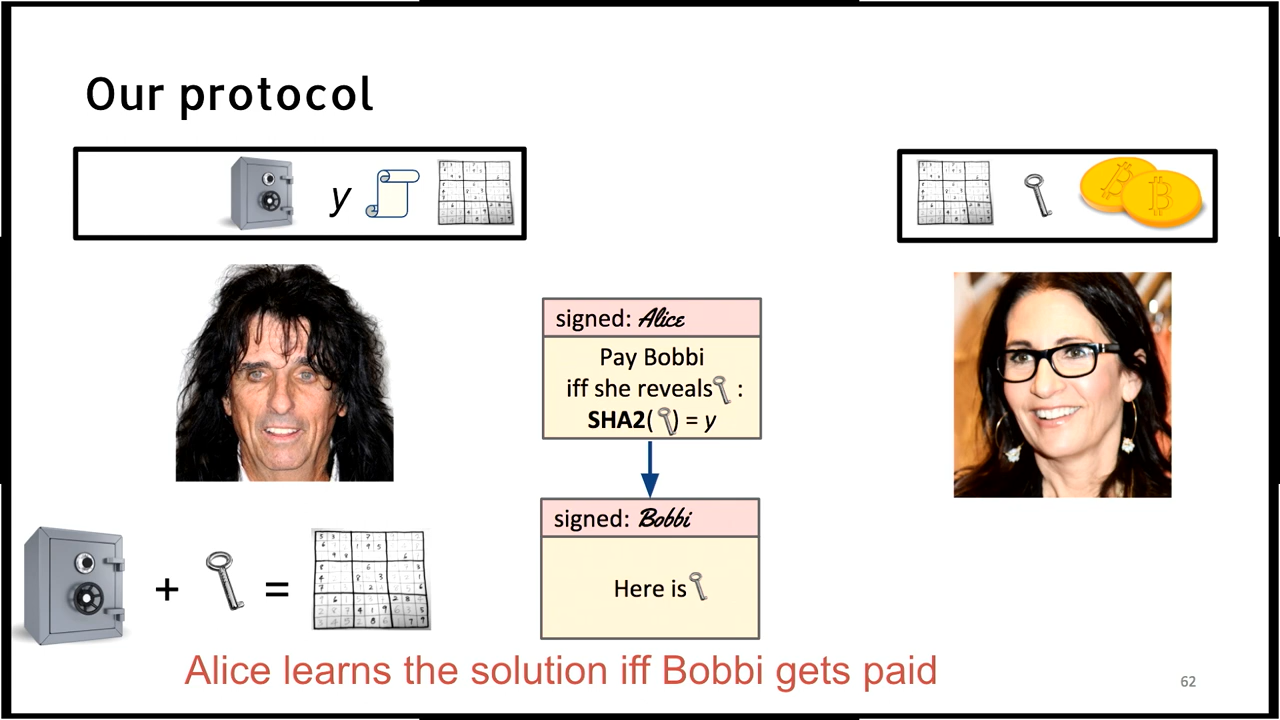 Our protocol
y
signed: Alice
Pay Bobbi
iff she reveals :
SHA2( ) = y
signed: Bobbi
Here is
+ =
Alice learns the solution iff Bobbi gets paid
62